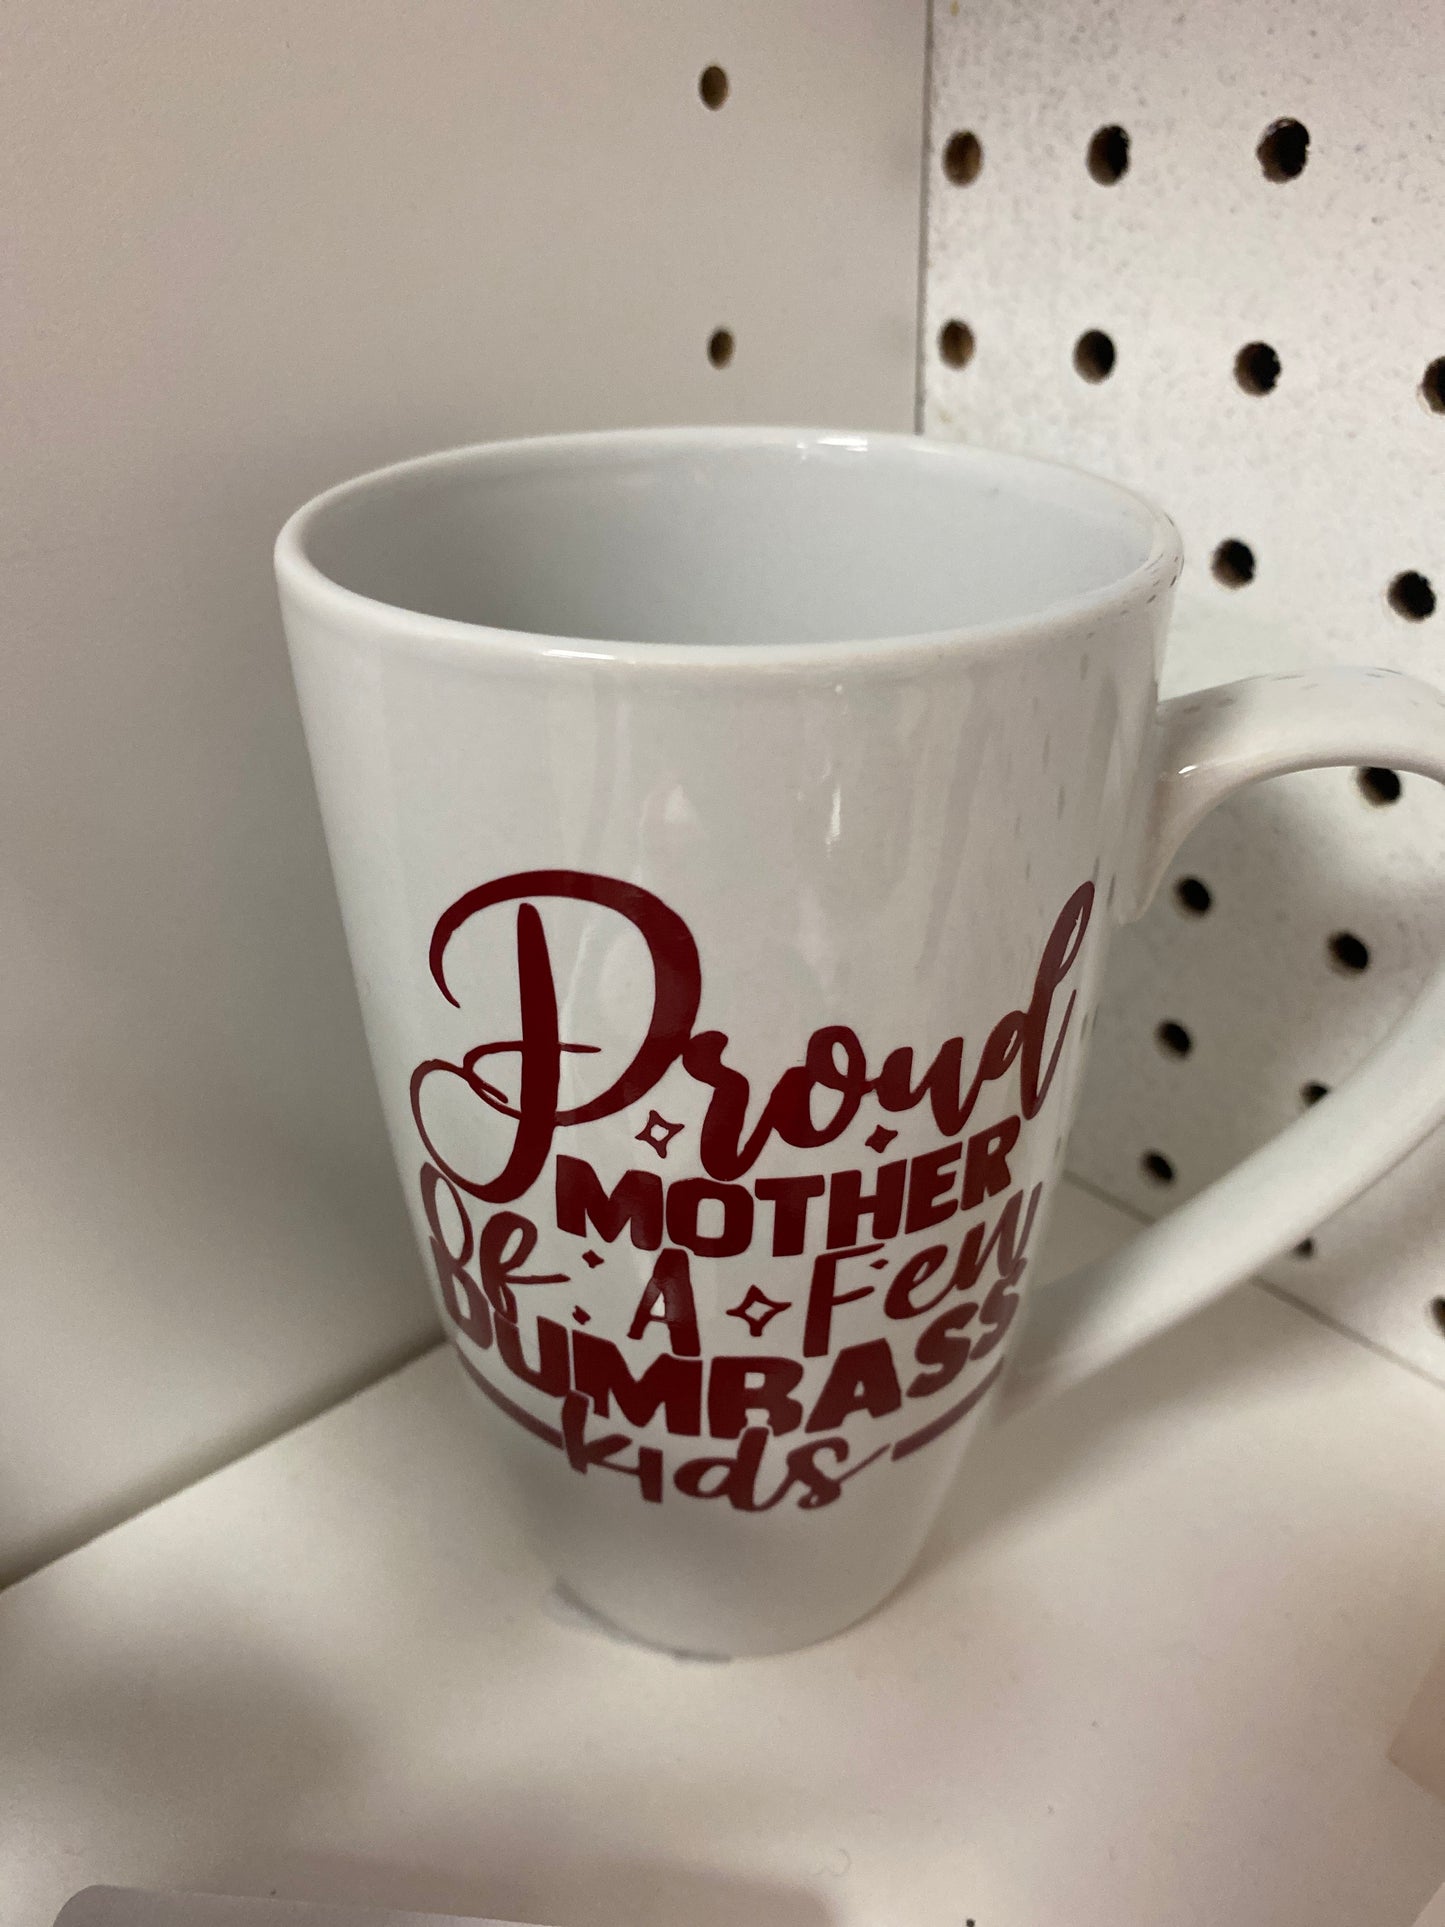 Proud
MOTHER
Of A Few
DUMBASS
kids